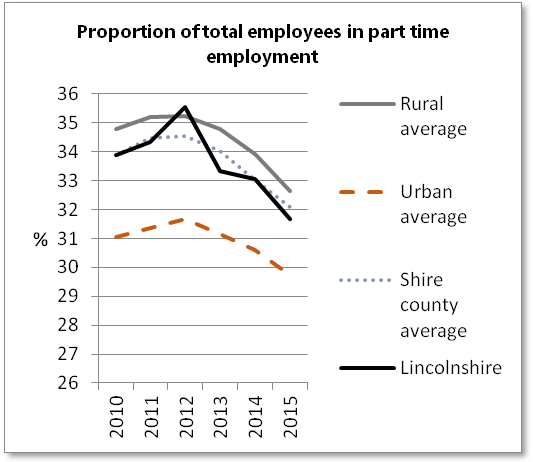 Proportion of total employees in part time
employment
36
35
34
33
32
31
30
29
28
27
26
%
2010
2011
2012
2013
2014
2015
Rural
average
Urban
average
Shire
county
average
Lincolnshire